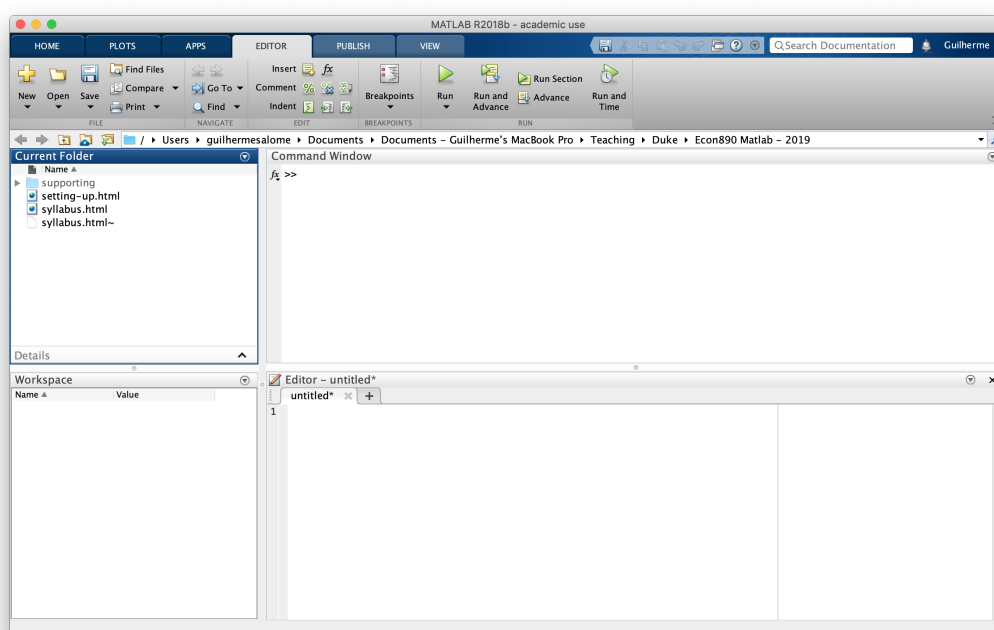 MATLAB R2018b - academic use
HOME PLOTS APPS EDITOR PUBLISH VIEW Search Documentation Guilherme
New Open Save Find Files Compare Print
Go To Find
Insert fx
Comment
Indent
Breakpoints
Run Run and Advance Run Section Advance Run and Time
FILE NAVIGATE EDIT BREAKPOINTS RUN
/ Users guilhermesalome Documents Documents – Guilherme's MacBook Pro Teaching Duke Econ890 Matlab – 2019
Current Folder
Name
supporting
setting-up.html
syllabus.html
syllabus.html~
Details
Command Window
fx >>
Workspace
Name Value
Editor – untitled*
untitled* +
1